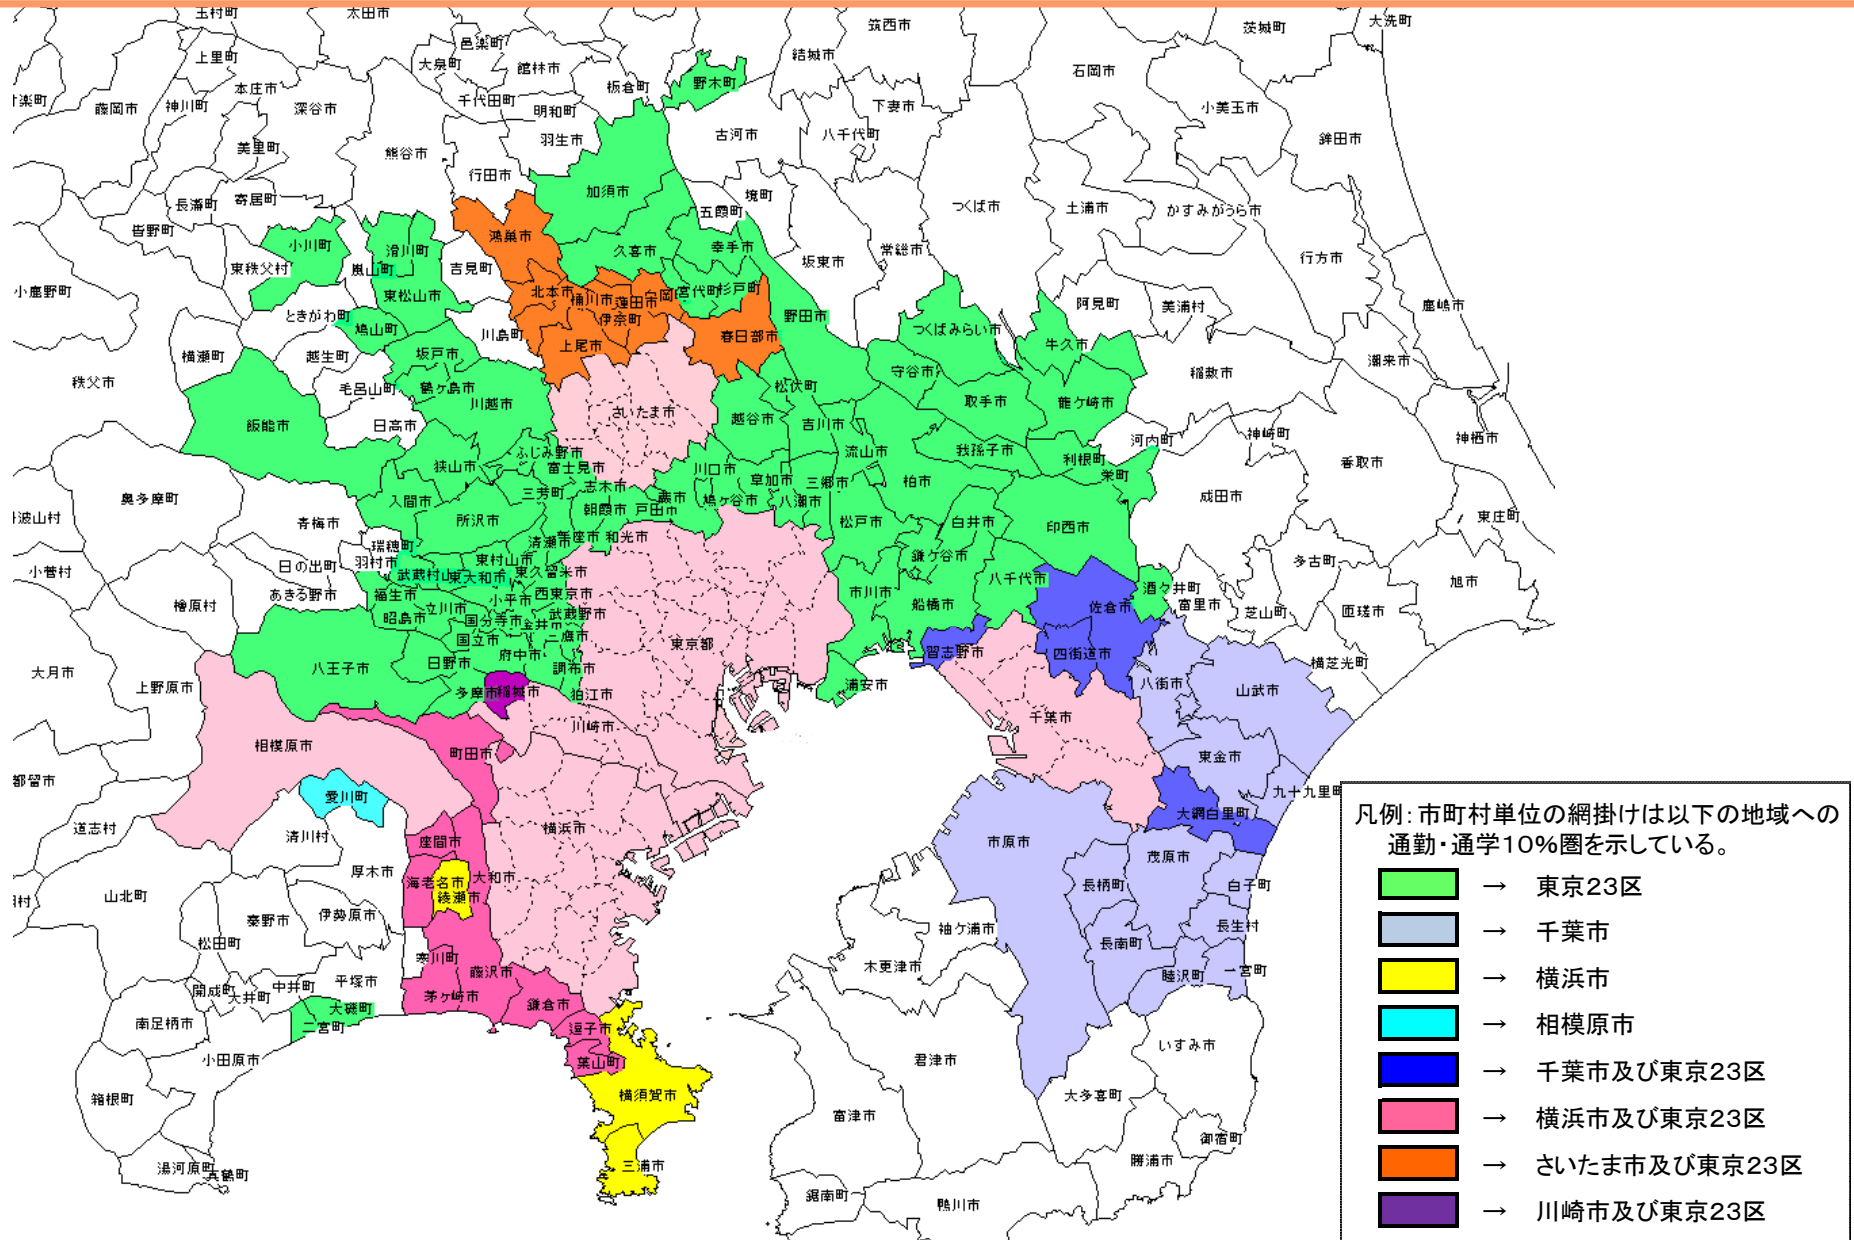 玉村町
太田市
筑西市
茨城町
大洗町
上里町
邑楽町
大泉町
館林市
結城市
石岡市
本庄市
板倉町
野木町
藤岡市
神川町
深谷市
千代田町
明和町
下妻市
小美玉市
羽生市
古河市
八千代町
鉾田市
美里町
熊谷市
行田市
加須市
境町
長瀞町
寄居町
五霞町
つくば市
土浦市
かすみがうら市
皆野町
小川町
滑川町
鴻巣市
久喜市
幸手市
常総市
行方市
東秩父村
嵐山町
吉見町
坂東市
小鹿野町
東松山市
北本市
桶川市
蓮田市
宮代町
杉戸町
阿見町
美浦村
鹿嶋市
ときがわ町
鳩山町
川島町
伊奈町
野田市
つくばみらい市
横瀬町
越生町
坂戸市
上尾市
春日部市
牛久市
潮来市
秩父市
毛呂山町
鶴ヶ島市
川越市
松伏町
守谷市
稲敷市
飯能市
日高市
さいたま市
越谷市
吉川市
取手市
龍ケ崎市
河内町
神崎町
神栖市
狭山市
ふじみ野市
富士見市
川口市
草加市
三郷市
流山市
我孫子市
利根町
栄町
香取市
奥多摩町
入間市
三芳町
志木市
蕨市
鳩ヶ谷市
八潮市
柏市
成田市
青梅市
所沢市
朝霞市
戸田市
松戸市
白井市
印西市
東庄町
瑞穂町
清瀬市
和光市
小菅村
日の出町
羽村市
東村山市
鎌ケ谷市
多古町
旭市
武蔵村山
東大和市
東久留米市
八千代市
檜原村
あきる野市
福生市
小平市
西東京市
市川市
船橋市
酒々井町
富里市
芝山町
匝瑳市
昭島市
立川市
国分寺市
武蔵野市
佐倉市
大月市
八王子市
日野市
国立市
府中市
三鷹市
調布市
東京都
習志野市
四街道市
横芝光町
上野原市
多摩市
稲城市
狛江市
浦安市
八街市
山武市
相模原市
町田市
川崎市
千葉市
東金市
都留市
愛川町
九十九里町
道志村
清川村
座間市
横浜市
市原市
大網白里町
山北町
厚木市
海老名市
大和市
綾瀬市
茂原市
長柄町
白子町
秦野市
伊勢原市
袖ケ浦市
長生村
松田町
寒川町
藤沢市
木更津市
長南町
睦沢町
一宮町
開成町
大井町
中井町
平塚市
茅ヶ崎市
鎌倉市
南足柄市
大磯町
二宮町
逗子市
小田原市
葉山町
君津市
いすみ市
箱根町
横須賀市
富津市
大多喜町
湯河原町
真鶴町
三浦市
勝浦市
御宿町
鋸南町
鴨川市
凡例:市町村単位の網掛けは以下の地域への
通勤・通学10%圏を示している。
→ 東京23区
→ 千葉市
→ 横浜市
→ 相模原市
→ 千葉市及び東京23区
→ 横浜市及び東京23区
→ さいたま市及び東京23区
→ 川崎市及び東京23区